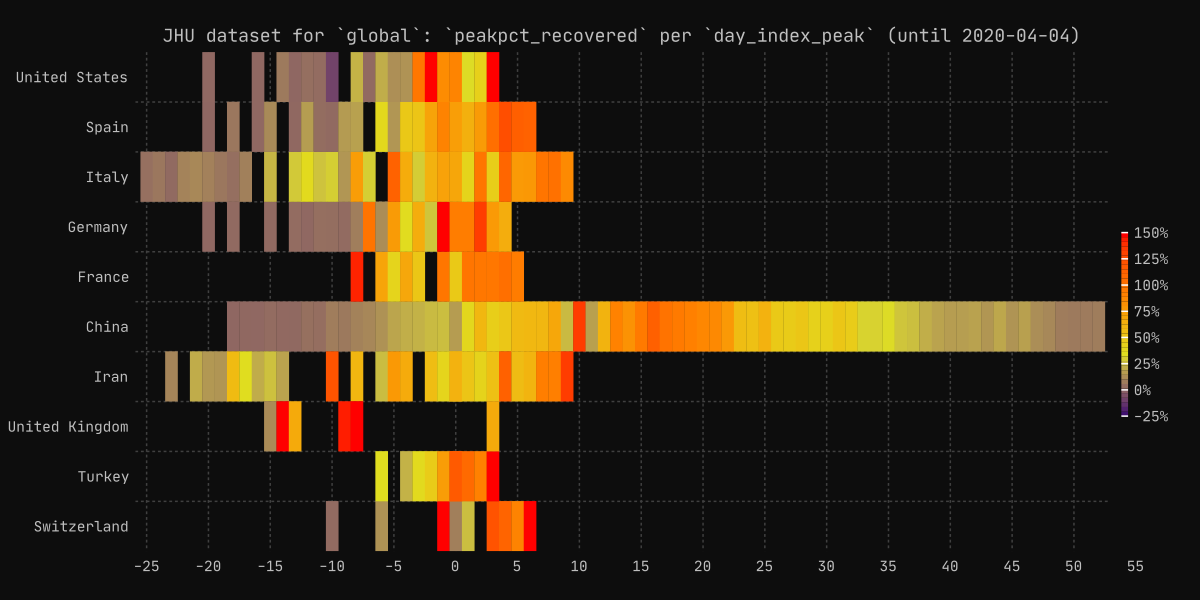 JHU dataset for `global`: `peakpct_recovered` per `day_index_peak` (until 2020-04-04)
United States
Spain
Italy
Germany
France
China
Iran
United Kingdom
Turkey
Switzerland
-25 -20 -15 -10 -5 0 5 10 15 20 25 30 35 40 45 50 55
150%
125%
100%
75%
50%
25%
0%
-25%